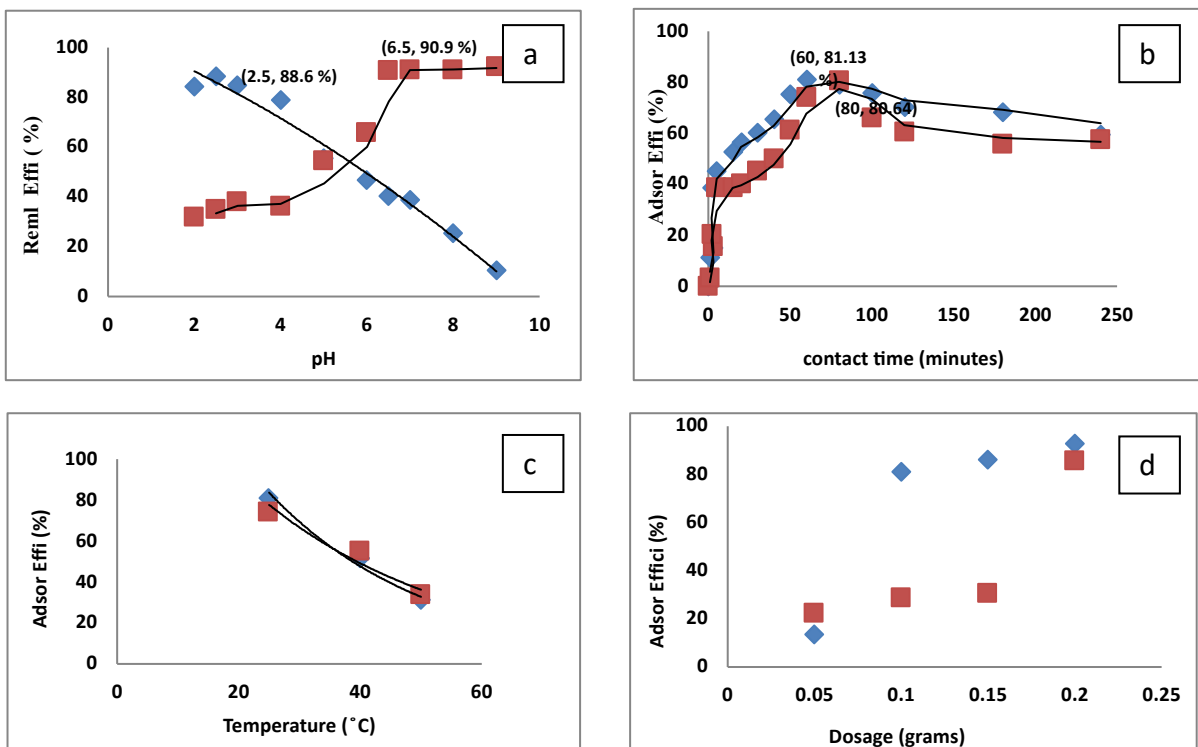 a
100
80
60
40
20
0
Reml Effi ( %)
(2.5, 88.6 %)
(6.5, 90.9 %)
0 2 4 6 8 10
pH
b
100
80
60
40
20
0
Adsor Effi (%)
(60, 81.13
%)
(80, 80.64)
0 50 100 150 200 250
contact time (minutes)
c
100
80
60
40
20
0
Adsor Effi (%)
0 20 40 60
Temperature (˚C)
d
100
80
60
40
20
0
Adsor Effici (%)
0 0.05 0.1 0.15 0.2 0.25
Dosage (grams)